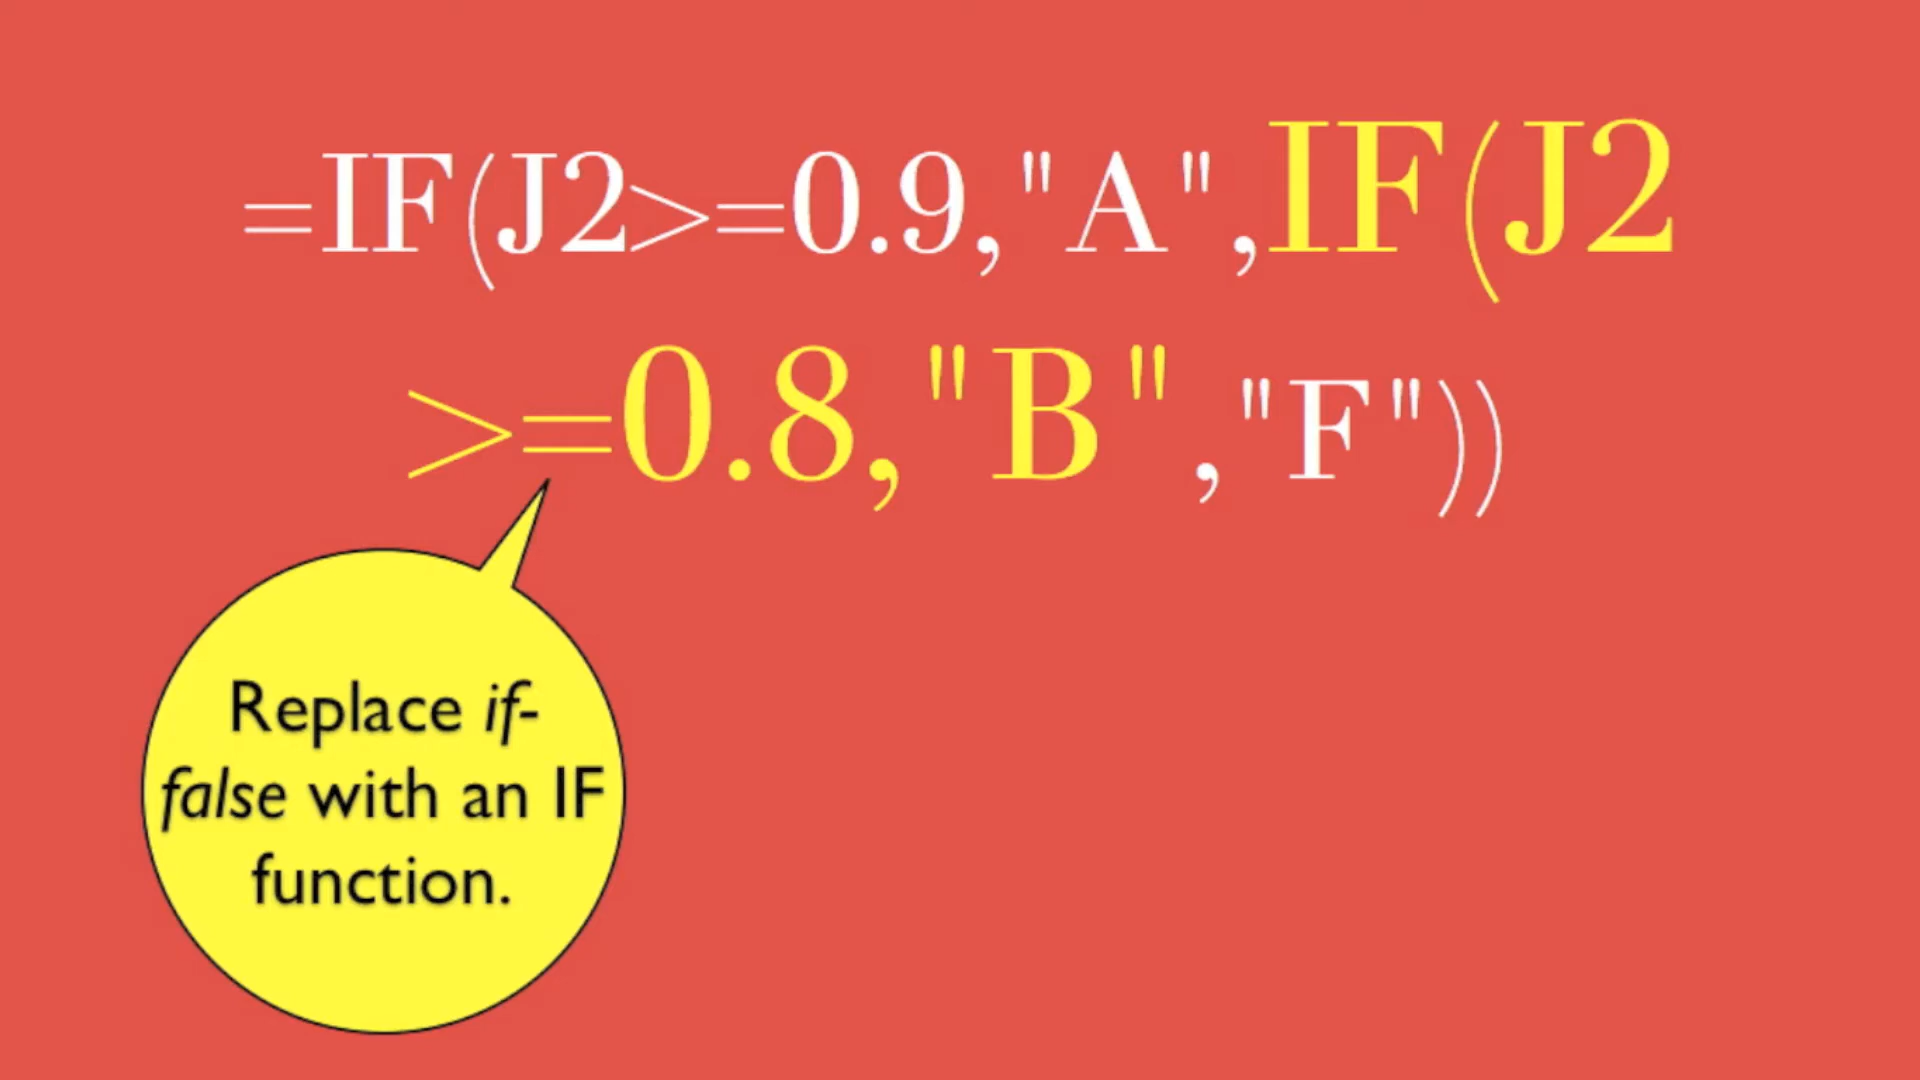 =IF(J2>=0.9,"A",IF(J2
>=0.8,"B","F"))
Replace if-
false with an IF
function.